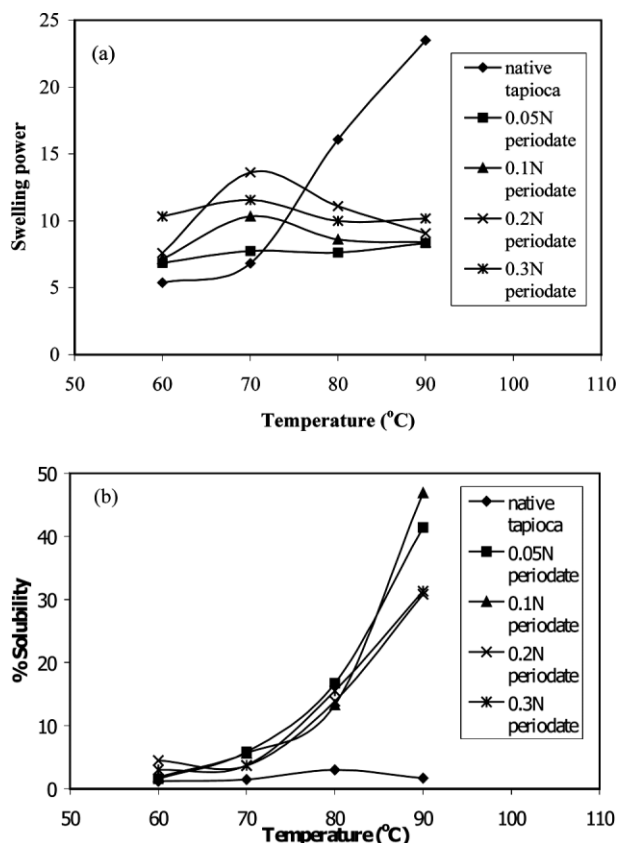 25
20
15
10
5
0
50
60
70
80
90
100
110
Swelling power
Temperature (°C)
(a)
native
tapioca
0.05N
periodate
0.1N
periodate
0.2N
periodate
0.3N
periodate
50
40
30
20
10
0
50
60
70
80
90
100
110
%Solubility
Temperature (°C)
(b)
native
tapioca
0.05N
periodate
0.1N
periodate
0.2N
periodate
0.3N
periodate